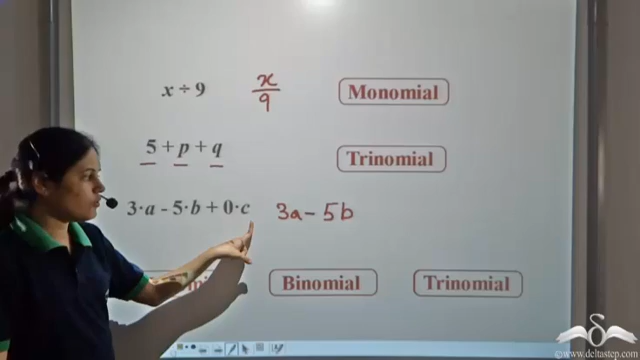 x ÷ 9 x/9 Monomial
5 + p + q Trinomial
3·a - 5·b + 0·c 3a - 5b
Binomial Trinomial
©www.deltastep.com